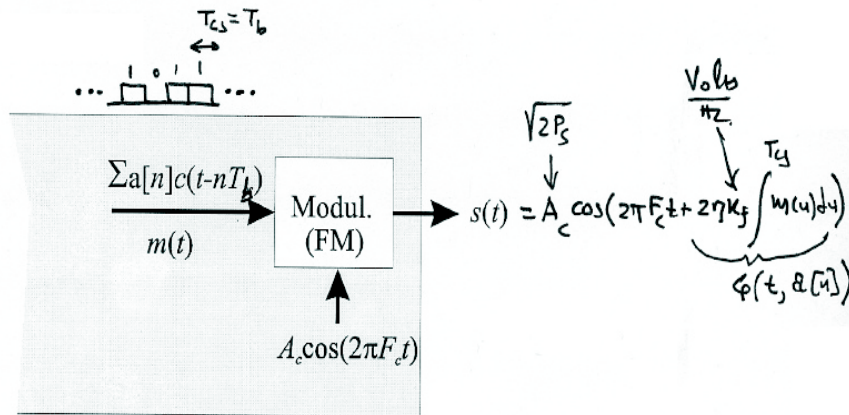 T_cs = T_b
... 1 0 1 1 ...
√2P_s
Volts
Hz.
Σa[n]c(t-nT_b)
m(t)
Modul.
(FM)
s(t) = A_c cos(2πF_c t + 2πK_f ∫ m(u)du)
T_cs
φ(t, a[n])
A_c cos(2πF_c t)